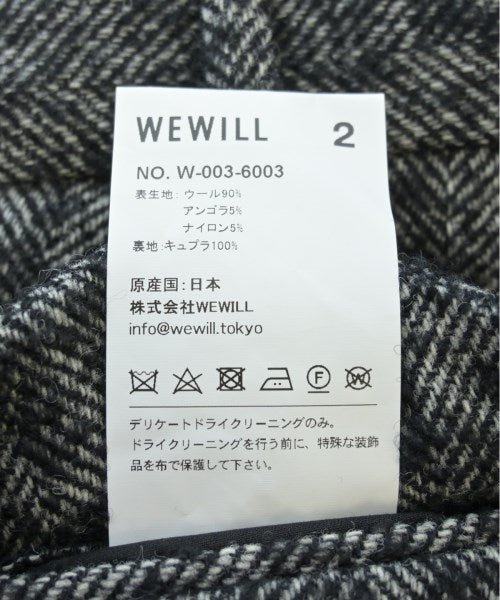 WEWILL 2
NO. W-003-6003
表生地: ウール90%
アンゴラ5%
ナイロン5%
裏地:キュプラ100%
原産国:日本
株式会社WEWILL
info@wewill.tokyo
F W
デリケートドライクリーニングのみ。
ドライクリーニングを行う前に、特殊な装飾
品を布で保護して下さい。